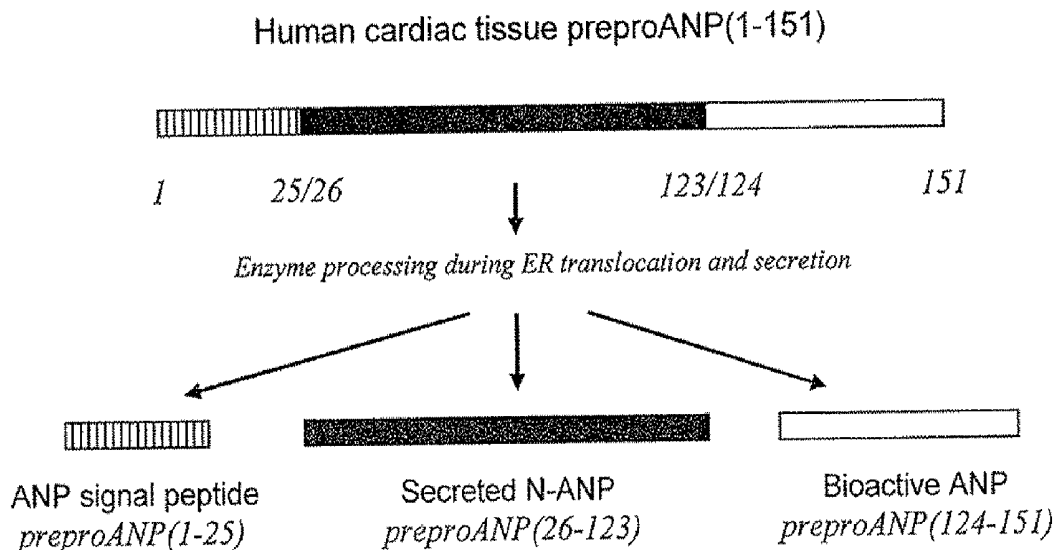 Human cardiac tissue preproANP(1-151)
1 25/26 123/124 151
Enzyme processing during ER translocation and secretion
ANP signal peptide Secreted N-ANP Bioactive ANP
preproANP(1-25) preproANP(26-123) preproANP(124-151)